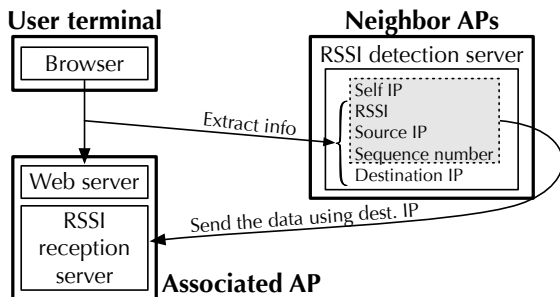 User terminal
Browser
Neighbor APs
RSSI detection server
Self IP
RSSI
Source IP
Sequence number
Destination IP
Extract info
Web server
RSSI
reception
server
Send the data using dest. IP
Associated AP